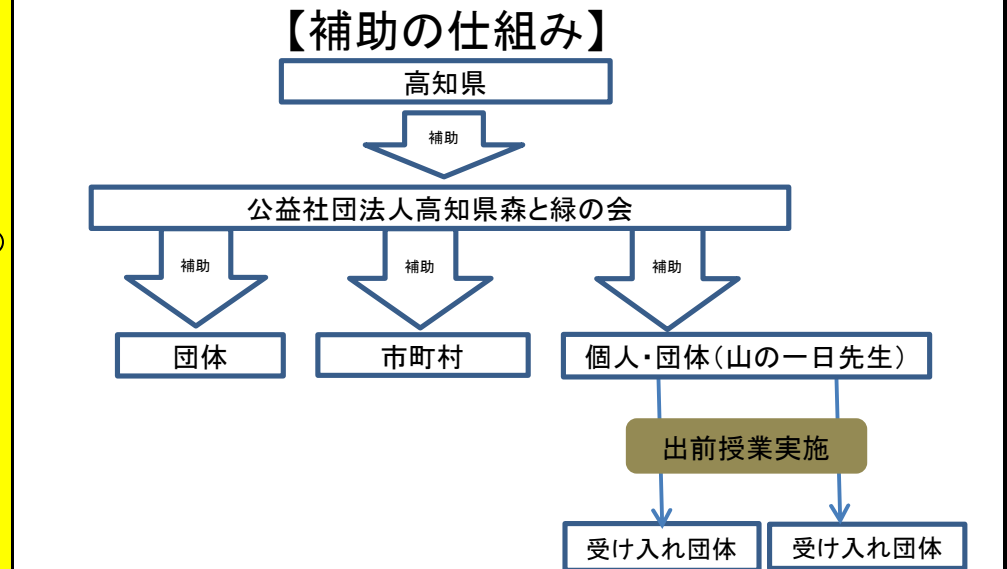 【補助の仕組み】
高知県
補助
公益社団法人高知県森と緑の会
補助
補助
補助
団体
市町村
個人・団体(山の一日先生)
出前授業実施
受け入れ団体
受け入れ団体